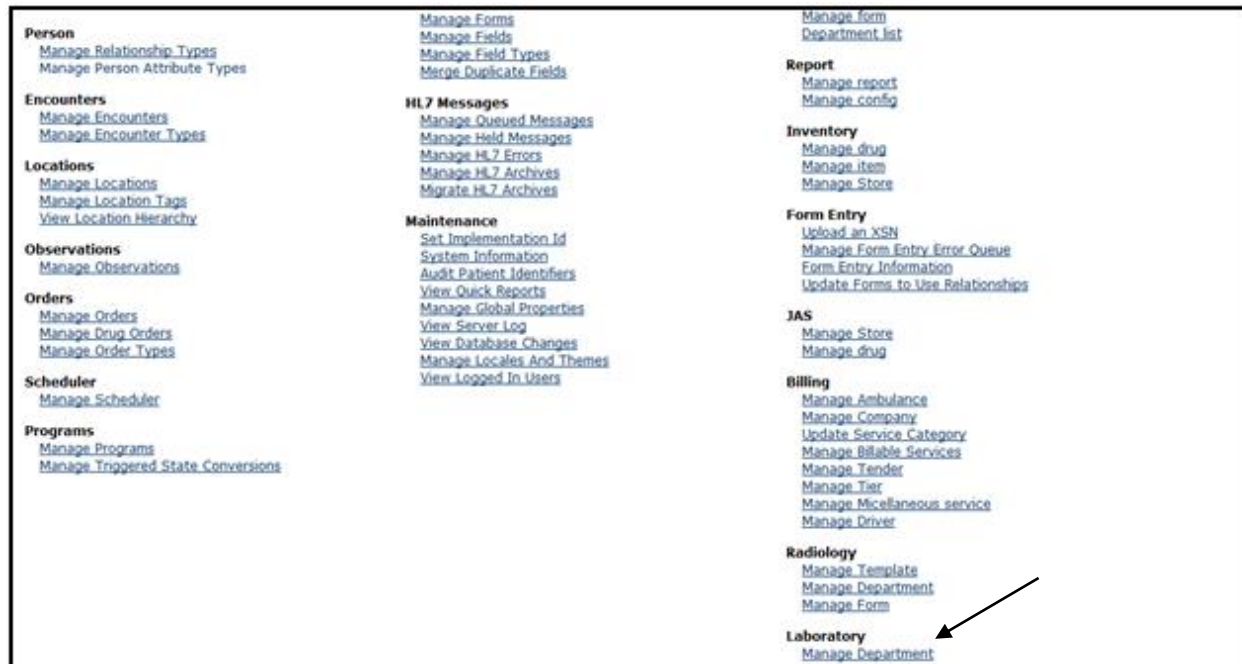 Person
Manage Relationship Types
Manage Person Attribute Types
Encounters
Manage Encounters
Manage Encounter Types
Locations
Manage Locations
Manage Location Tags
View Location Hierarchy
Observations
Manage Observations
Orders
Manage Orders
Manage Drug Orders
Manage Order Types
Scheduler
Manage Scheduler
Programs
Manage Programs
Manage Triggered State Conversions
Manage Forms
Manage Fields
Manage Field Types
Merge Duplicate Fields
HL7 Messages
Manage Queued Messages
Manage Held Messages
Manage HL7 Errors
Manage HL7 Archives
Migrate HL7 Archives
Maintenance
Set Implementation Id
System Information
Audit Patient Identifiers
View Quick Reports
Manage Global Properties
View Server Log
View Database Changes
Manage Locales And Themes
View Logged In Users
Manage form
Department list
Report
Manage report
Manage config
Inventory
Manage drug
Manage item
Manage Store
Form Entry
Upload an XSN
Manage Form Entry Error Queue
Form Entry Information
Update Forms to Use Relationships
JAS
Manage Store
Manage drug
Billing
Manage Ambulance
Manage Company
Update Service Category
Manage Billable Services
Manage Tender
Manage Tier
Manage Micellaneous service
Manage Driver
Radiology
Manage Template
Manage Department
Manage Form
Laboratory
Manage Department